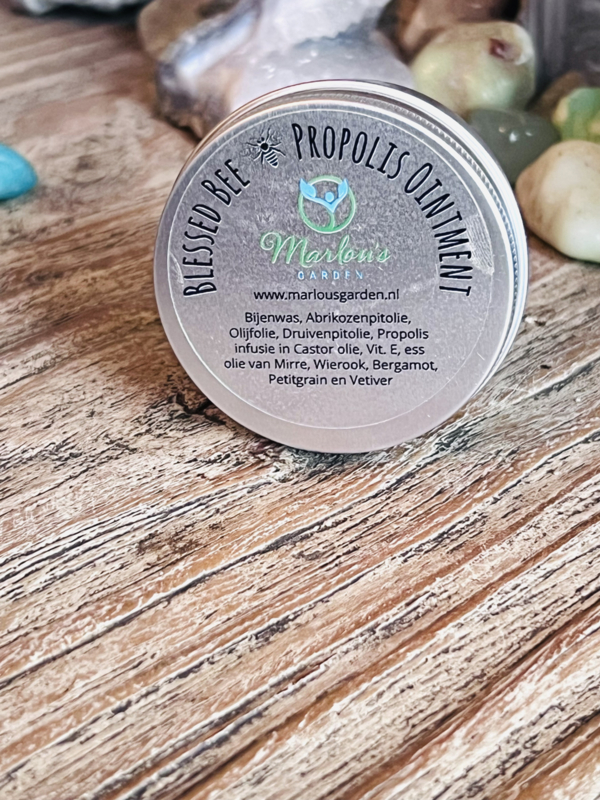 BLESSED BEE PROPOLIS OINTMENT
Marlou's
GARDEN
www.marlousgarden.nl
Bijenwas, Abrikozenpitolie,
Olijfolie, Druivenpitolie, Propolis
infusie in Castor olie, Vit. E, ess
olie van Mirre, Wierook, Bergamot,
Petitgrain en Vetiver